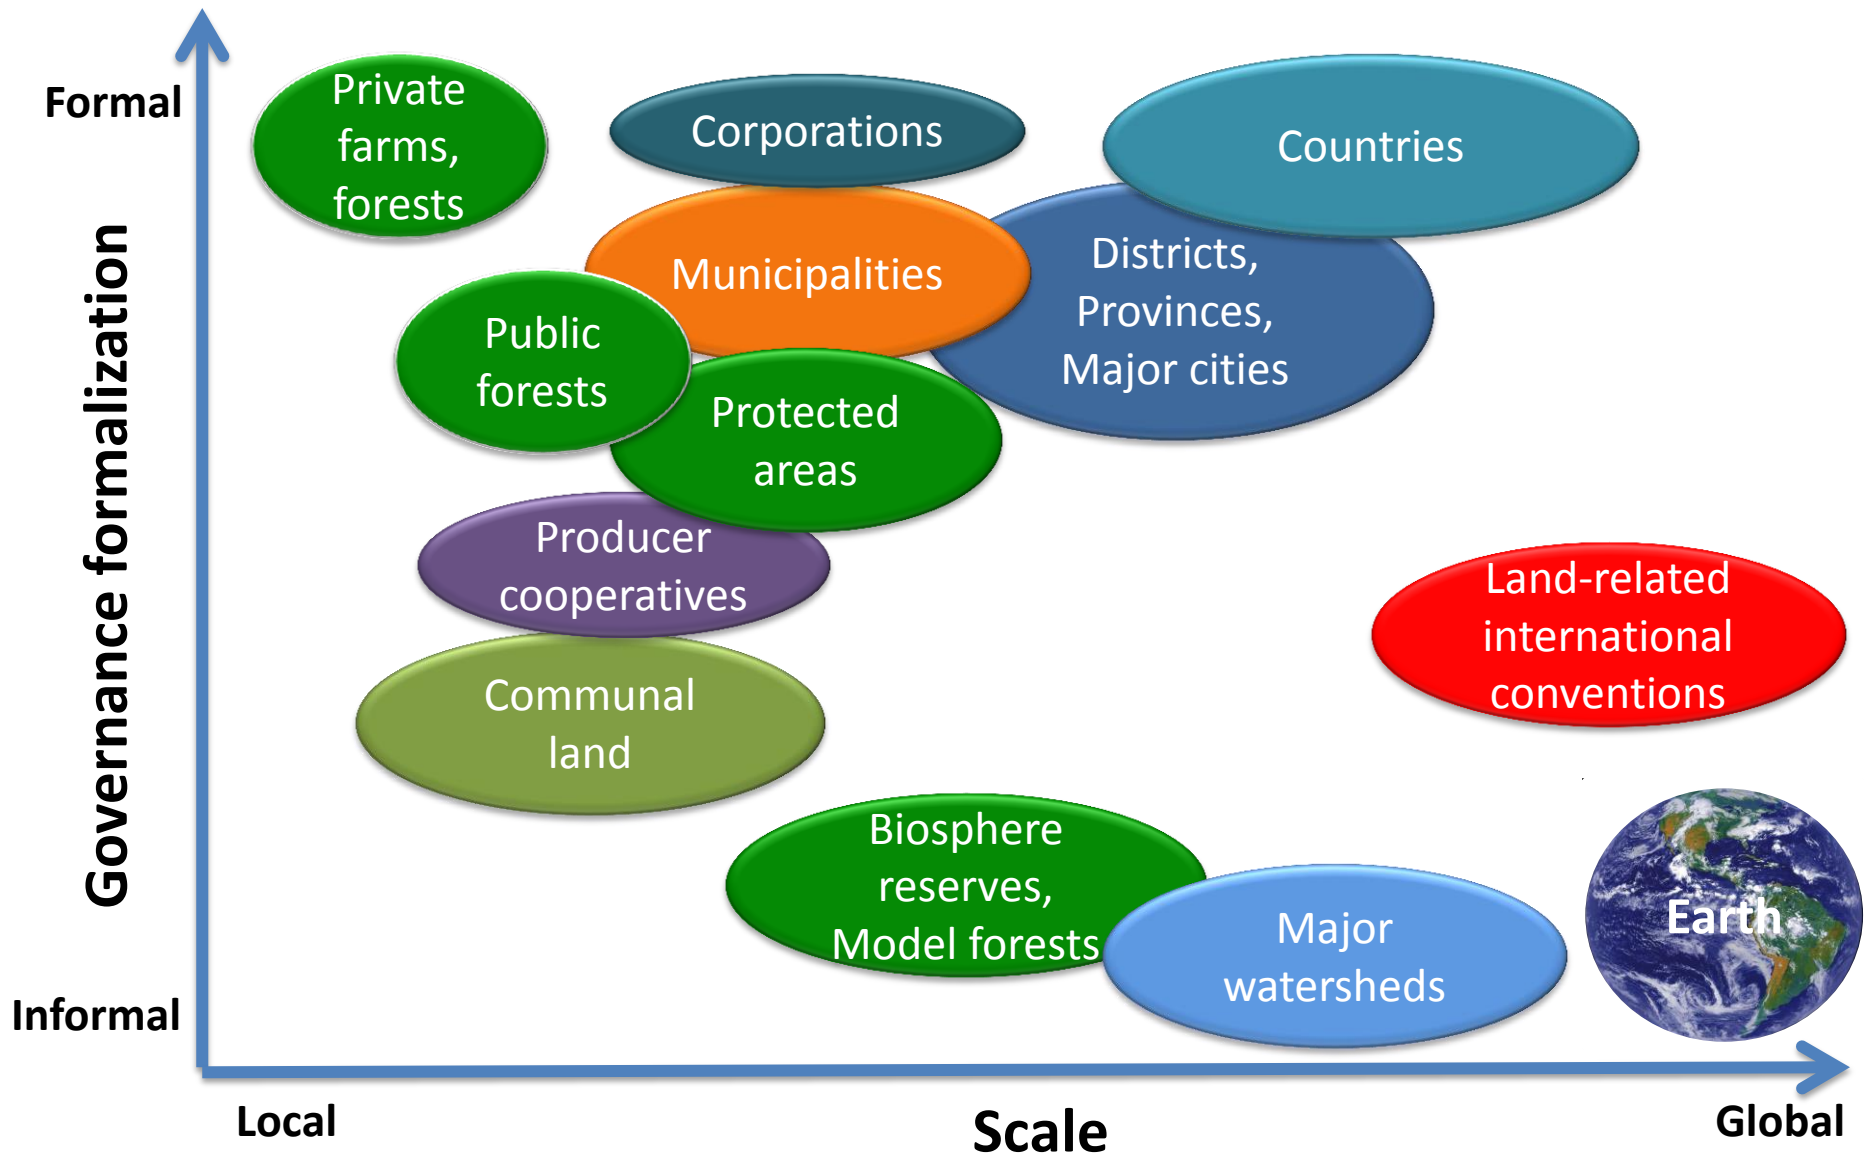 Formal
Governance formalization
Informal
Private
farms,
forests
Corporations
Countries
Municipalities
Districts,
Provinces,
Major cities
Public
forests
Protected
areas
Producer
cooperatives
Land-related
international
conventions
Communal
land
Biosphere
reserves,
Model forests
Major
watersheds
Earth
Local
Scale
Global